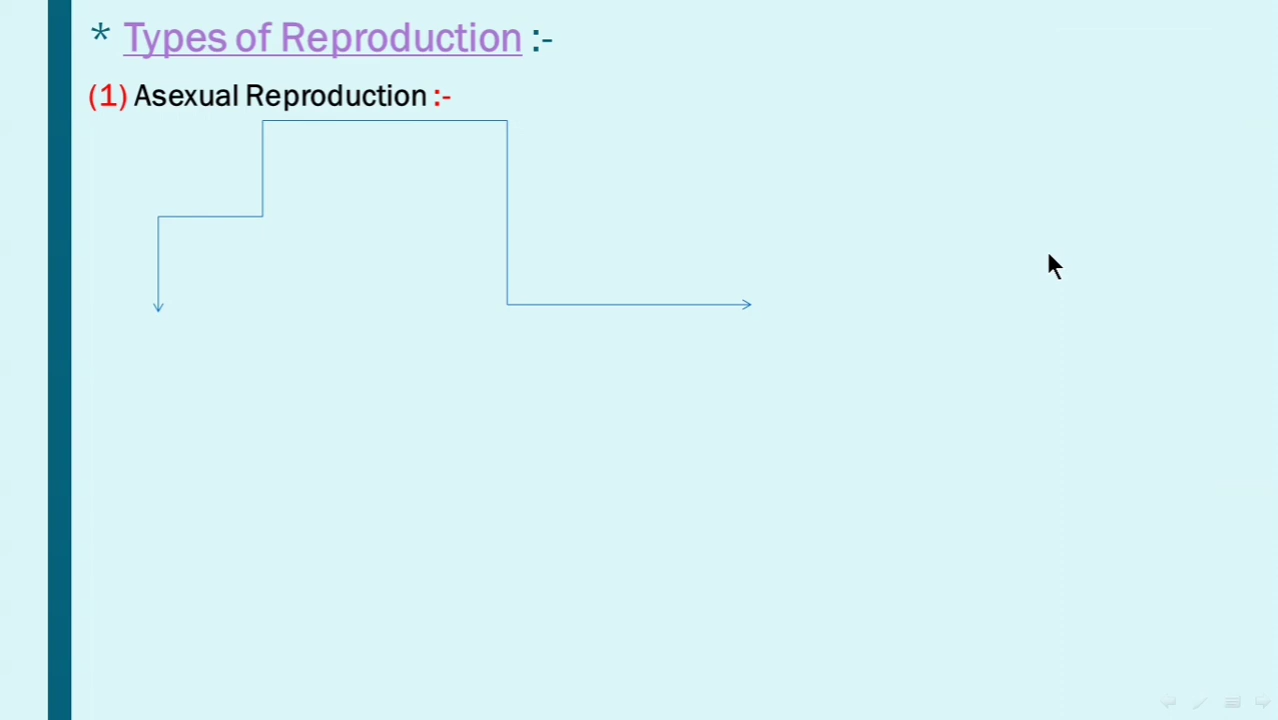 * Types of Reproduction :-
(1) Asexual Reproduction :-